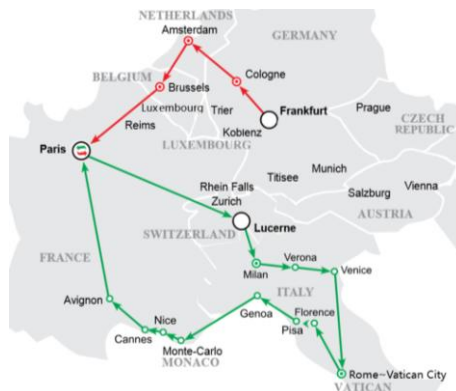 NETHERLANDS
Amsterdam
GERMANY
BELGIUM
Cologne
Brussels
Luxembourg
Trier
Frankfurt
Prague
CZECH
REPUBLIC
Reims
Koblenz
LUXEMBOURG
Paris
Munich
Titisee
Rhein Falls
Zurich
Salzburg
Vienna
AUSTRIA
Lucerne
SWITZERLAND
FRANCE
Milan
Verona
Venice
ITALY
Avignon
Genoa
Florence
Pisa
Nice
Cannes
Monte-Carlo
MONACO
Rome-Vatican City
VATICAN